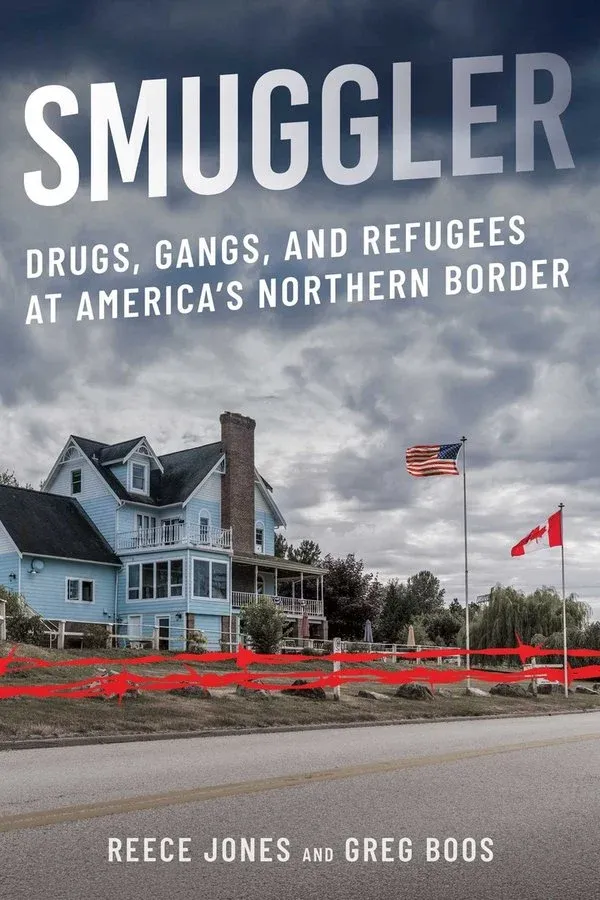 SMUGGLER
DRUGS, GANGS, AND REFUGEES
AT AMERICA'S NORTHERN BORDER
REECE JONES AND GREG BOOS